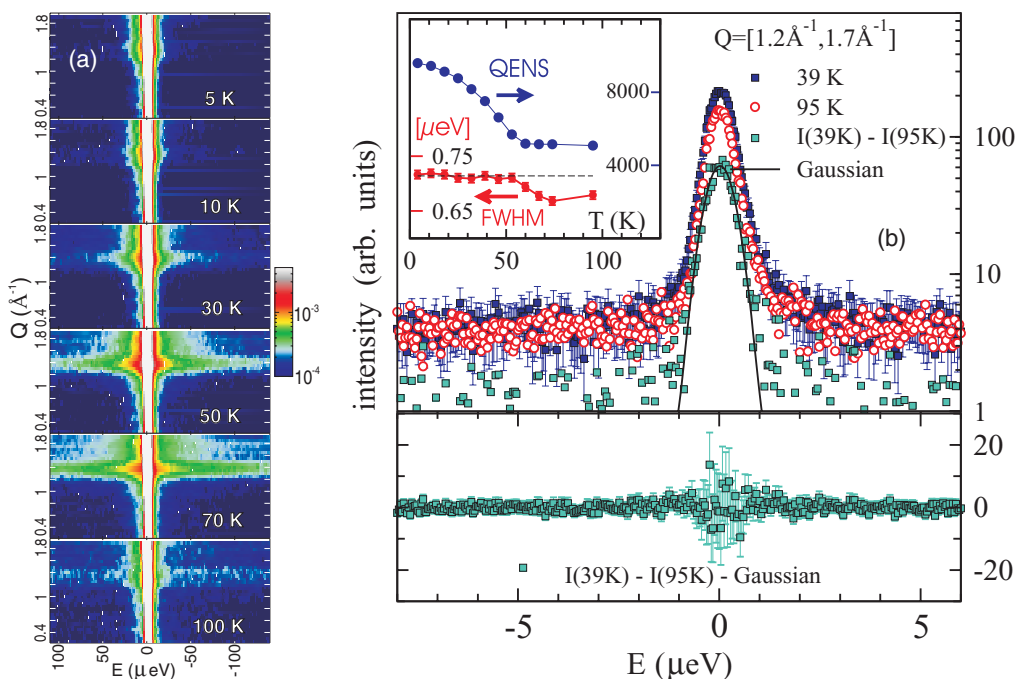 (a)
1.8
1
0.4
5 K
1.8
1
0.4
10 K
1.8
1
0.4
30 K
1.8
1
0.4
50 K
1.8
1
0.4
70 K
1.8
1
0.4
100 K
Q (Å⁻¹)
10⁻³
10⁻⁴
100 50 0 -50 -100
E (μeV)
Q=[1.2Å⁻¹,1.7Å⁻¹]
39 K
95 K
I(39K) - I(95K)
Gaussian
(b)
QENS
8000
4000
[μeV]
0.75
0.65
FWHM
T (K)
0 50 100
intensity (arb. units)
100
10
1
20
0
-20
I(39K) - I(95K) - Gaussian
-5 0 5
E (μeV)